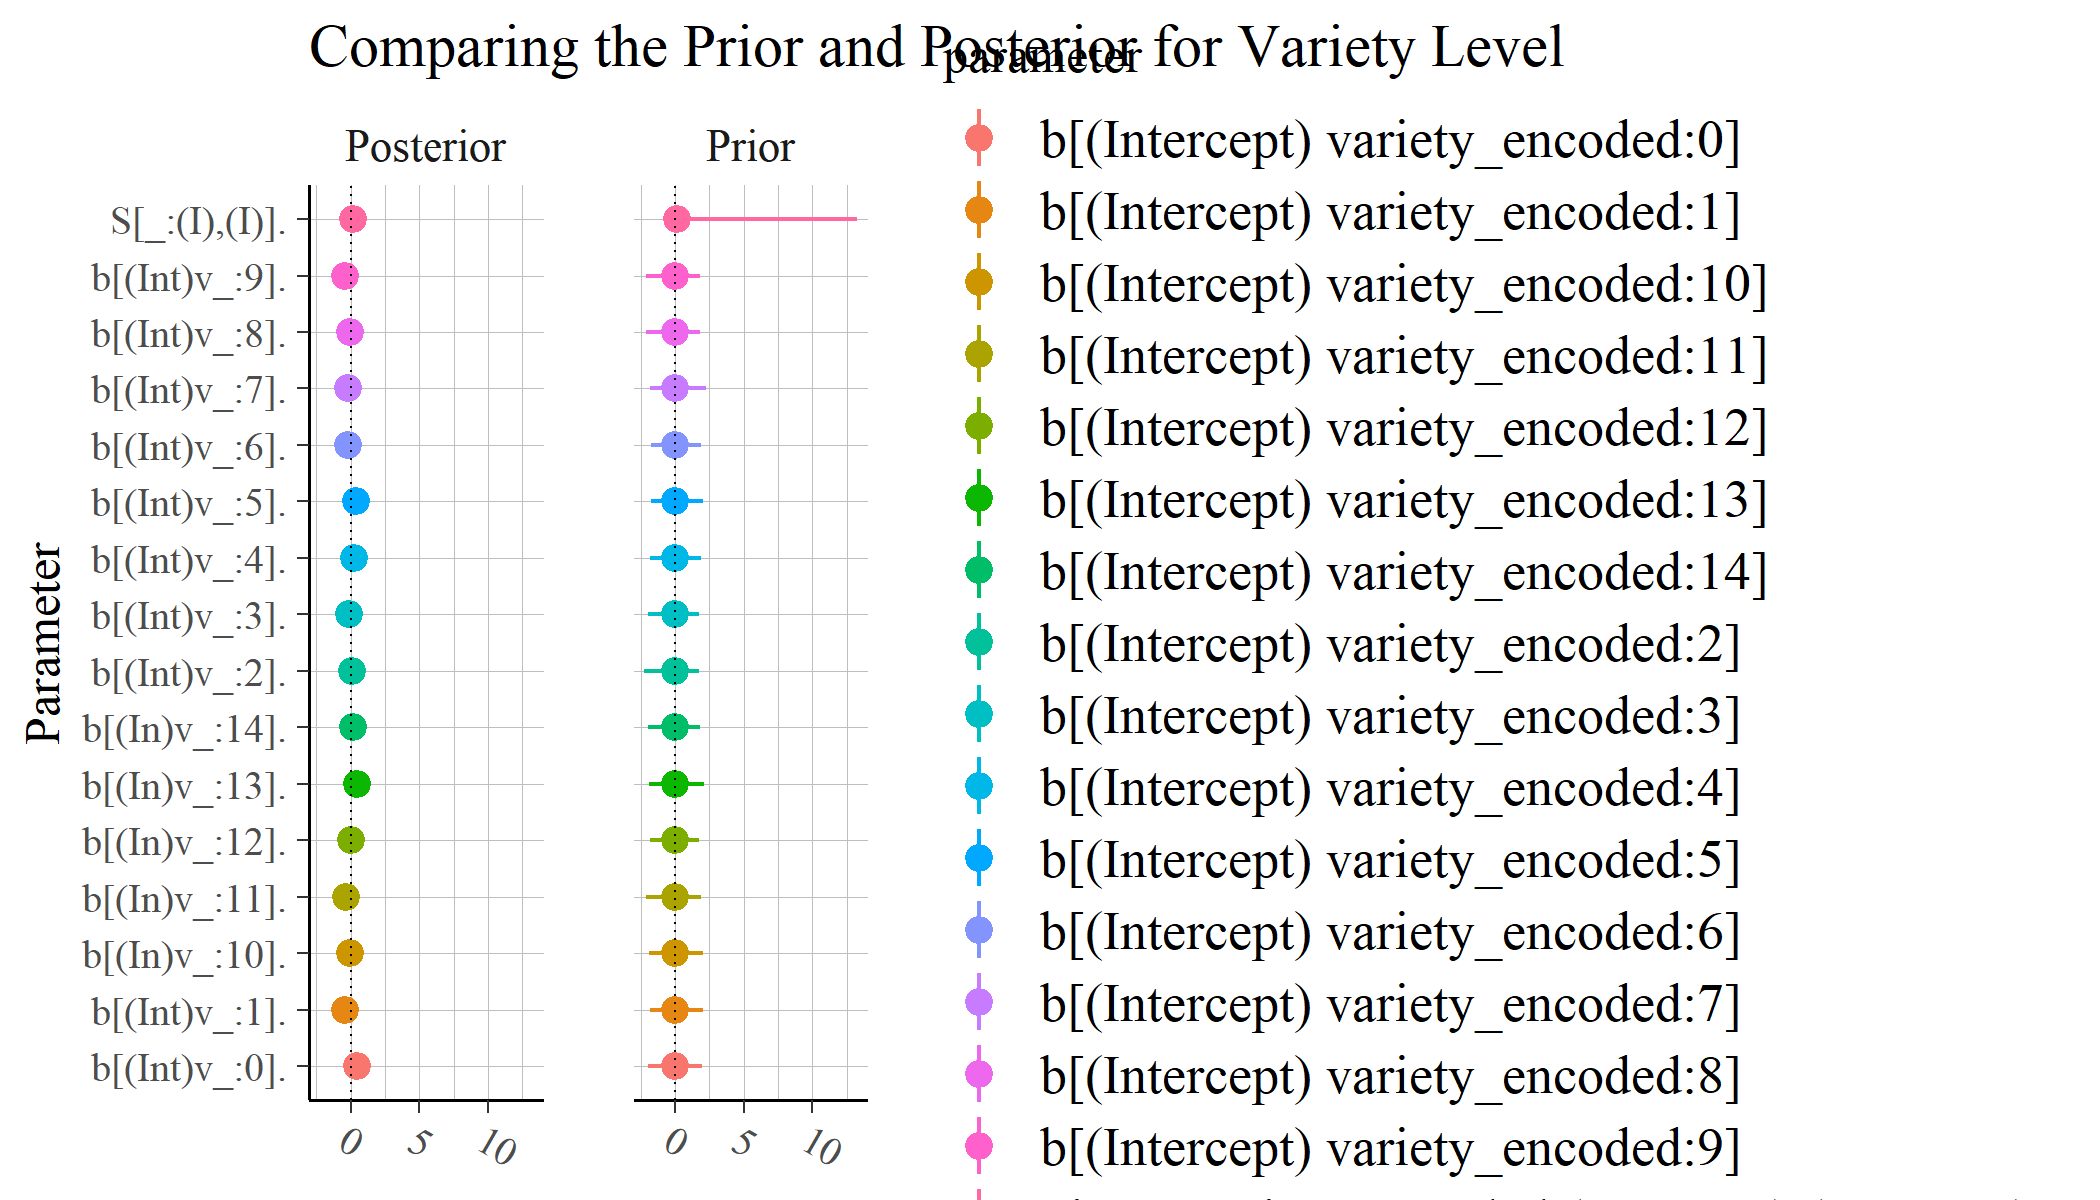 Comparing the Prior and Posterior for Variety Level
parameter
Posterior
Prior
S[_:(I),(I)].
b[(Int)v_:9].
b[(Int)v_:8].
b[(Int)v_:7].
b[(Int)v_:6].
b[(Int)v_:5].
b[(Int)v_:4].
b[(Int)v_:3].
b[(Int)v_:2].
b[(In)v_:14].
b[(In)v_:13].
b[(In)v_:12].
b[(In)v_:11].
b[(In)v_:10].
b[(Int)v_:1].
b[(Int)v_:0].
Parameter
0 5 10
0 5 10
b[(Intercept) variety_encoded:0]
b[(Intercept) variety_encoded:1]
b[(Intercept) variety_encoded:10]
b[(Intercept) variety_encoded:11]
b[(Intercept) variety_encoded:12]
b[(Intercept) variety_encoded:13]
b[(Intercept) variety_encoded:14]
b[(Intercept) variety_encoded:2]
b[(Intercept) variety_encoded:3]
b[(Intercept) variety_encoded:4]
b[(Intercept) variety_encoded:5]
b[(Intercept) variety_encoded:6]
b[(Intercept) variety_encoded:7]
b[(Intercept) variety_encoded:8]
b[(Intercept) variety_encoded:9]